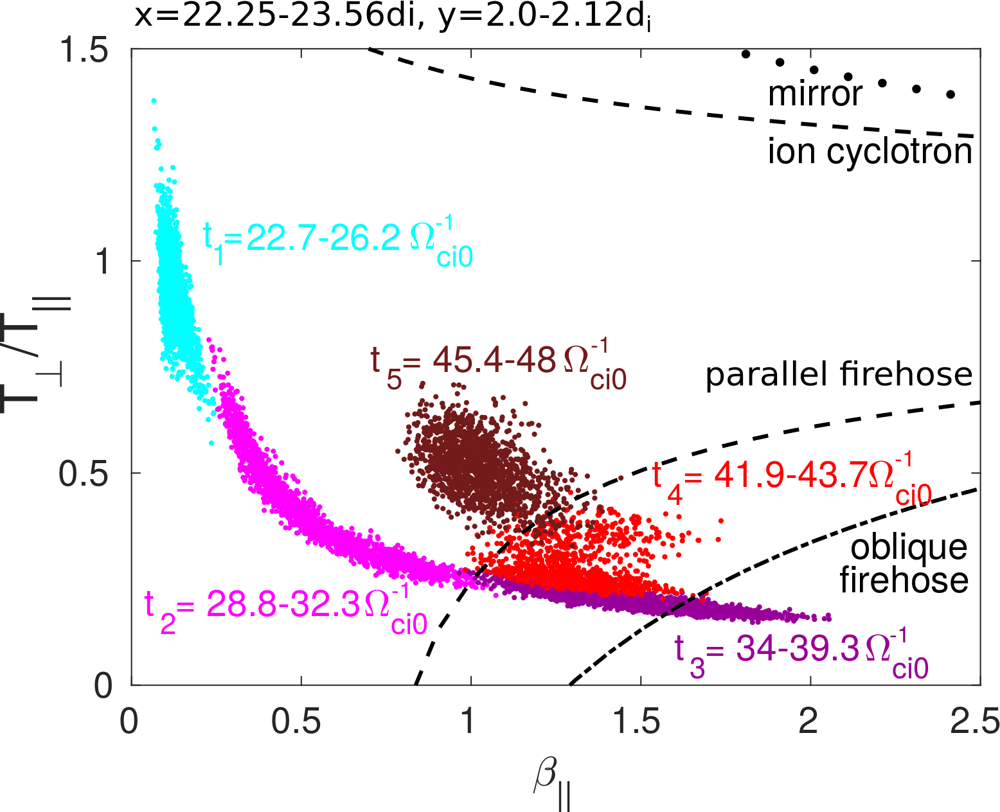 x=22.25-23.56di, y=2.0-2.12dᵢ
1.5
mirror
ion cyclotron
t₁=22.7-26.2 Ω⁻¹ci0
1
T⊥/T||
t₅= 45.4-48 Ω⁻¹ci0
parallel firehose
t₄= 41.9-43.7Ω⁻¹ci0
0.5
oblique
firehose
t₂= 28.8-32.3Ω⁻¹ci0
t₃= 34-39.3Ω⁻¹ci0
0
0 0.5 1 1.5 2 2.5
β||